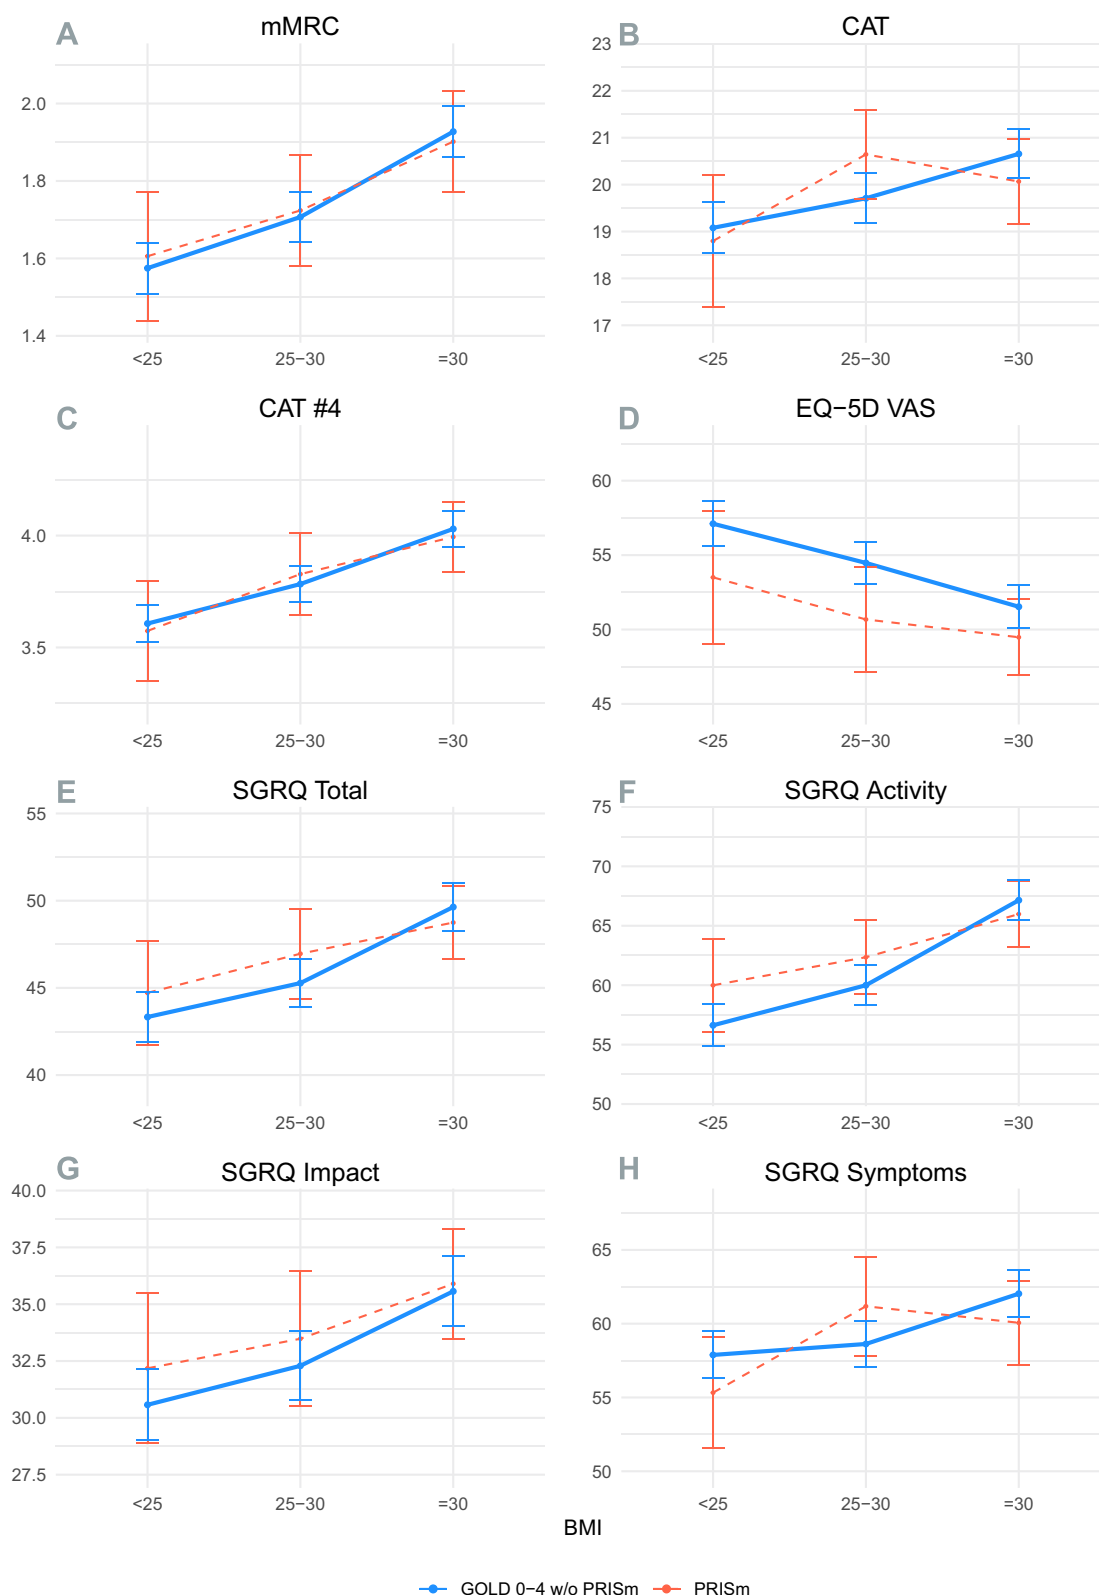 A mMRC
2.0
1.8
1.6
1.4
<25 25−30 =30
B CAT
23
22
21
20
19
18
17
<25 25−30 =30
C CAT #4
4.0
3.5
<25 25−30 =30
D EQ−5D VAS
60
55
50
45
<25 25−30 =30
E SGRQ Total
55
50
45
40
<25 25−30 =30
F SGRQ Activity
75
70
65
60
55
50
<25 25−30 =30
G SGRQ Impact
40.0
37.5
35.0
32.5
30.0
27.5
<25 25−30 =30
H SGRQ Symptoms
65
60
55
50
<25 25−30 =30
BMI
GOLD 0−4 w/o PRISm PRISm